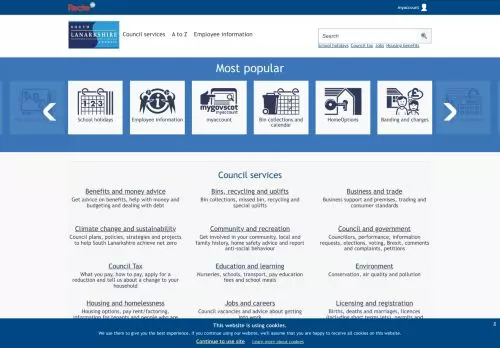 Recite
myaccount
SOUTH
LANARKSHIRE
COUNCIL
Council services A to Z Employee information
Search
School holidays Council tax Jobs Housing benefits
Most popular
School holidays
Employee information
mygovscot
myaccount
myaccount
Bin collections and
calendar
HomeOptions
Banding and charges
Council services
Benefits and money advice
Get advice on benefits, help with money and
budgeting and dealing with debt
Bins, recycling and uplifts
Bin collections, missed bin, recycling and
special uplifts
Business and trade
Business support and premises, trading and
consumer standards
Climate change and sustainability
Council plans, policies, strategies and projects
to help South Lanarkshire achieve net zero
Community and recreation
Get involved in your community, local and
family history, home safety advice and report
anti-social behaviour
Council and government
Councillors, performance, information
requests, elections, voting, Brexit, comments
and complaints, petitions
Council Tax
What you pay, how to pay, apply for a
reduction and tell us about a change to your
household
Education and learning
Nurseries, schools, transport, pay education
fees and school meals
Environment
Conservation, air quality and pollution
Housing and homelessness
Housing options, pay rent/factoring,
information for tenants and people who are
Jobs and careers
Council vacancies and advice about getting
into work
Licensing and registration
Births, deaths and marriages, licences
(including short term lets), permits and
This website is using cookies.
We use them to give you the best experience. If you continue using our website, we'll assume that you are happy to receive all cookies on this website.
Continue to use site Learn more about cookies
x